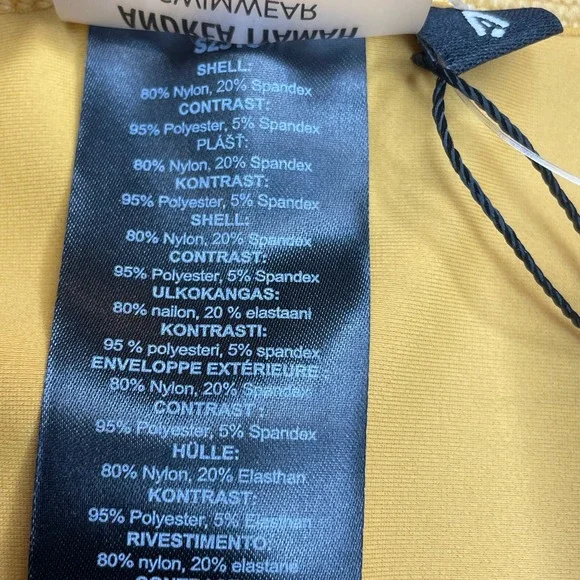 SWIMWEAR
ANDREA IYAMAH
SHELL:
80% Nylon, 20% Spandex
CONTRAST:
95% Polyester, 5% Spandex
PLÁŠŤ:
80% Nylon, 20% Spandex
KONTRAST:
95% Polyester, 5% Spandex
SHELL:
80% Nylon, 20% Spandex
CONTRAST:
95% Polyester, 5% Spandex
ULKOKANGAS:
80% nailon, 20 % elastaani
KONTRASTI:
95 % polyesteri, 5% spandex
ENVELOPPE EXTÉRIEURE :
80% Nylon, 20% Spandex
CONTRAST :
95% Polyester, 5% Spandex
HÜLLE:
80% Nylon, 20% Elasthan
KONTRAST:
95% Polyester, 5% Elasthan
RIVESTIMENTO:
80% nylon, 20% elastane